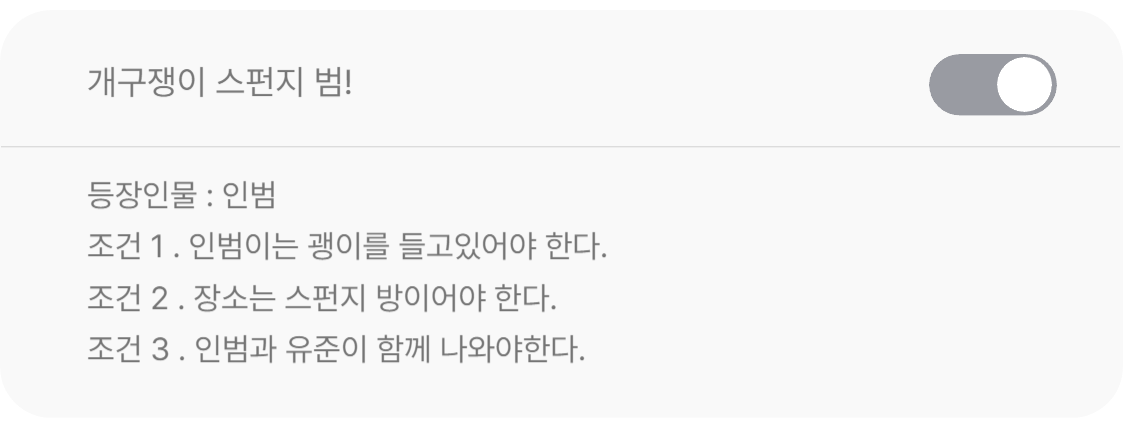 개구쟁이 스펀지 범!
등장인물 : 인범
조건 1 . 인범이는 괭이를 들고있어야 한다.
조건 2 . 장소는 스펀지 방이어야 한다.
조건 3 . 인범과 유준이 함께 나와야한다.